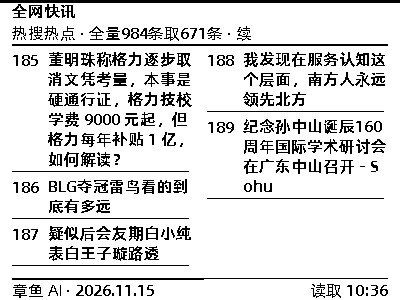 全网快讯
热搜热点 · 全量984条取671条 · 续
185 董明珠称格力逐步取
消文凭考量，本事是
硬通行证，格力技校
学费 9000 元起，但
格力每年补贴 1 亿，
如何解读？
186 BLG夺冠雷鸟看的到
底有多远
187 疑似后会友期白小纯
表白王子璇路透
188 我发现在服务认知这
个层面，南方人永远
领先北方
189 纪念孙中山诞辰160
周年国际学术研讨会
在广东中山召开 - S
ohu
章鱼 AI · 2026.11.15
读取 10:36